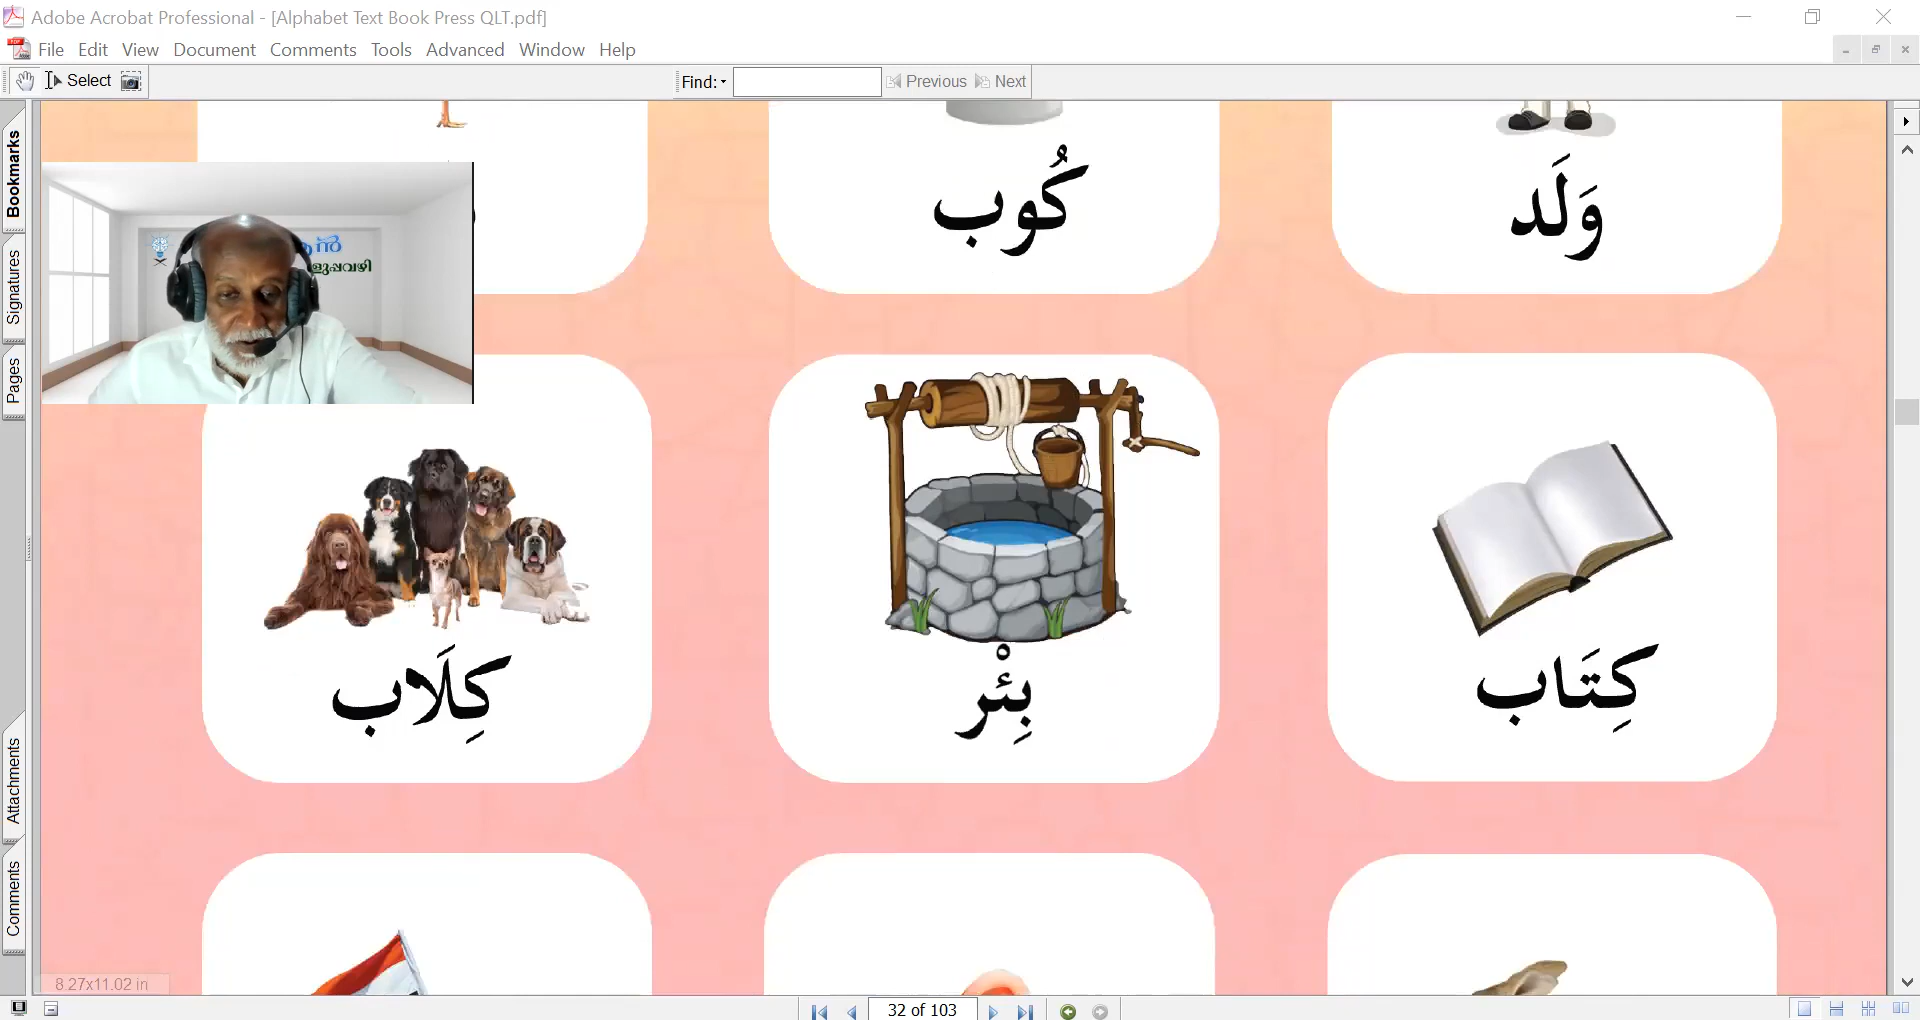 Adobe Acrobat Professional - [Alphabet Text Book Press QLT.pdf]
File Edit View Document Comments Tools Advanced Window Help
Select
Find:
Previous
Next
Bookmarks
Signatures
Pages
Attachments
Comments
وَلَد
كُوب
كِتَاب
بِئْر
كِلَاب
8.27x11.02 in
32 of 103